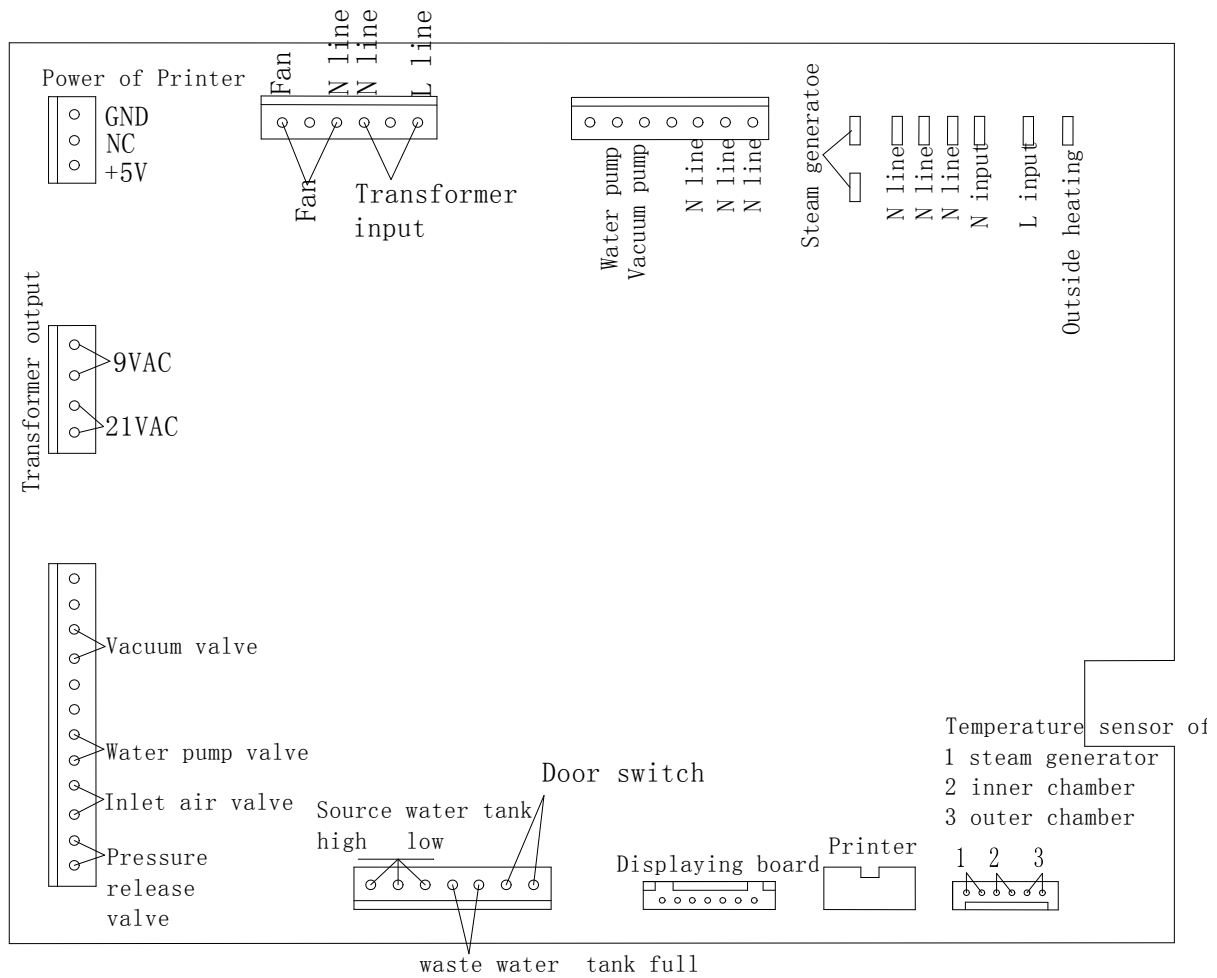 Power of Printer
GND
NC
+5V
Fan
N line
N line
L line
Fan
Transformer
input
Water pump
Vacuum pump
N line
N line
N line
Steam generatoe
N line
N line
N line
N input
L input
Outside heating
Transformer output
9VAC
21VAC
Vacuum valve
Water pump valve
Inlet air valve
Pressure
release
valve
Source water tank
high low
Door switch
waste water tank full
Displaying board
Printer
Temperature sensor of
1 steam generator
2 inner chamber
3 outer chamber
1 2 3